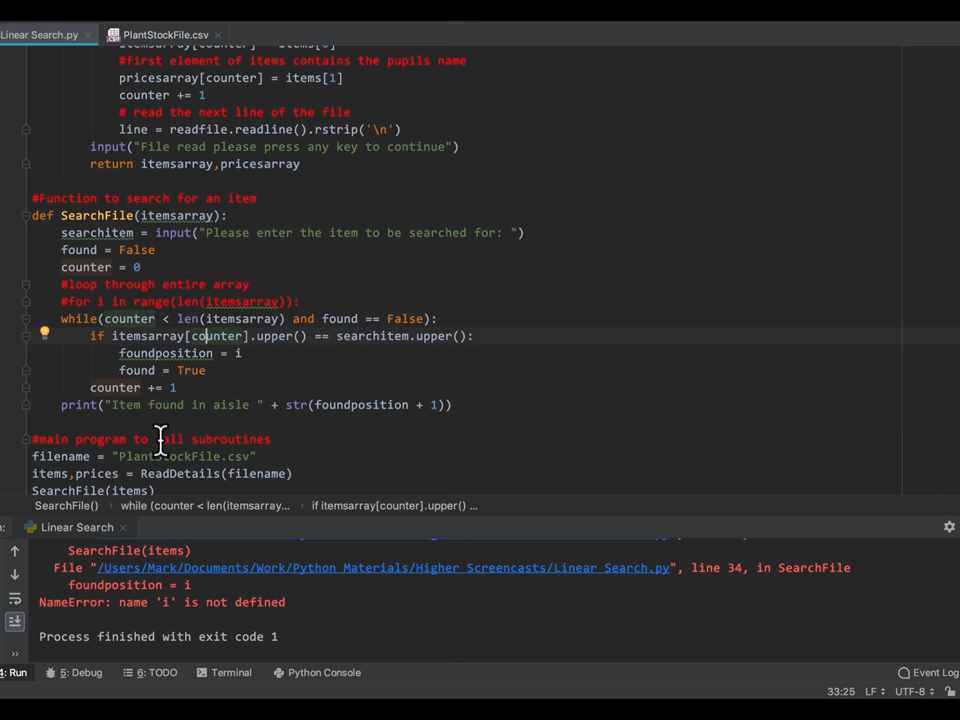 Linear Search.py
PlantStockFile.csv
itemsarray[counter] = items[0]
#first element of items contains the pupils name
pricesarray[counter] = items[1]
counter += 1
# read the next line of the file
line = readfile.readline().rstrip('\n')
input("File read please press any key to continue")
return itemsarray,pricesarray
#Function to search for an item
def SearchFile(itemsarray):
searchitem = input("Please enter the item to be searched for: ")
found = False
counter = 0
#loop through entire array
#for i in range(len(itemsarray)):
while(counter < len(itemsarray) and found == False):
if itemsarray[counter].upper() == searchitem.upper():
foundposition = i
found = True
counter += 1
print("Item found in aisle " + str(foundposition + 1))
#main program to call subroutines
filename = "PlantStockFile.csv"
items,prices = ReadDetails(filename)
SearchFile(items)
SearchFile() › while (counter < len(itemsarray... › if itemsarray[counter].upper() ...
n: Linear Search
SearchFile(items)
File "/Users/Mark/Documents/Work/Python Materials/Higher Screencasts/Linear Search.py", line 34, in SearchFile
foundposition = i
NameError: name 'i' is not defined
Process finished with exit code 1
4: Run 5: Debug 6: TODO Terminal Python Console Event Log
33:25 LF UTF-8